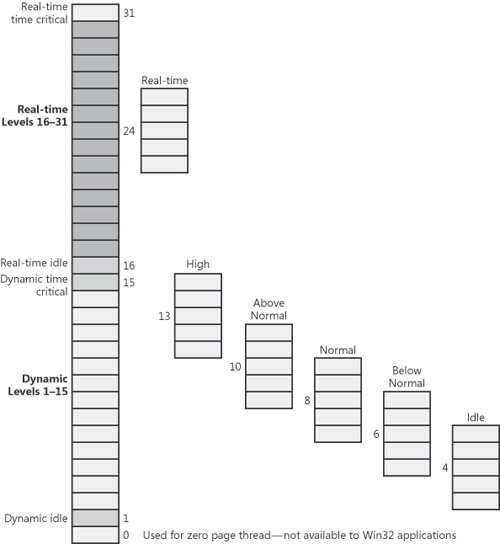 Real-time
time critical
31
Real-time
Real-time
Levels 16–31
24
Real-time idle
16
Dynamic time
critical
15
High
13
Above
Normal
10
Normal
8
Below
Normal
6
Idle
4
Dynamic
Levels 1–15
Dynamic idle
1
0
Used for zero page thread—not available to Win32 applications